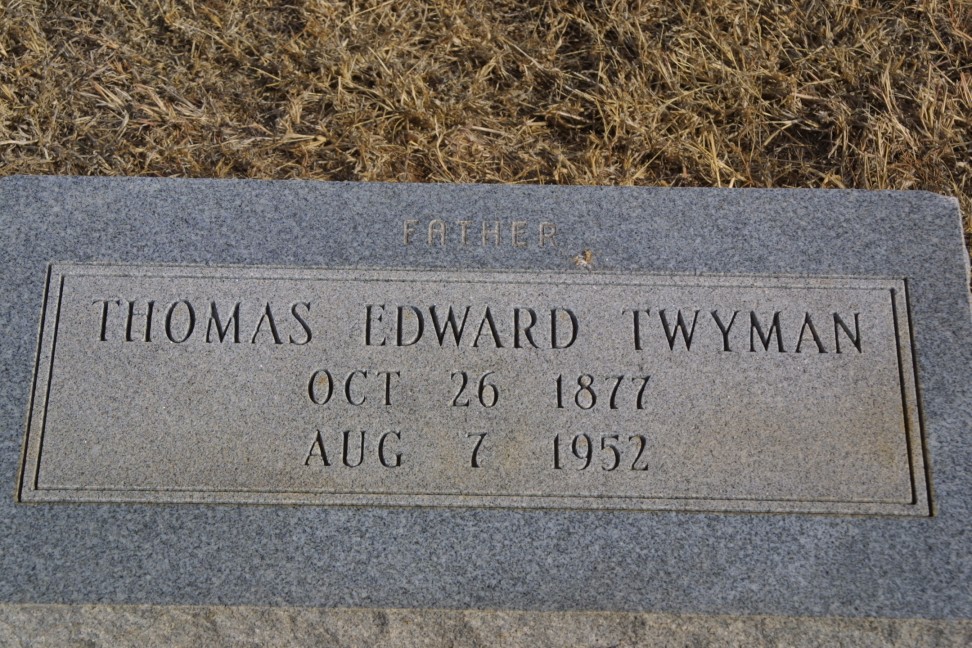 FATHER
THOMAS EDWARD TWYMAN
OCT 26 1877
AUG 7 1952